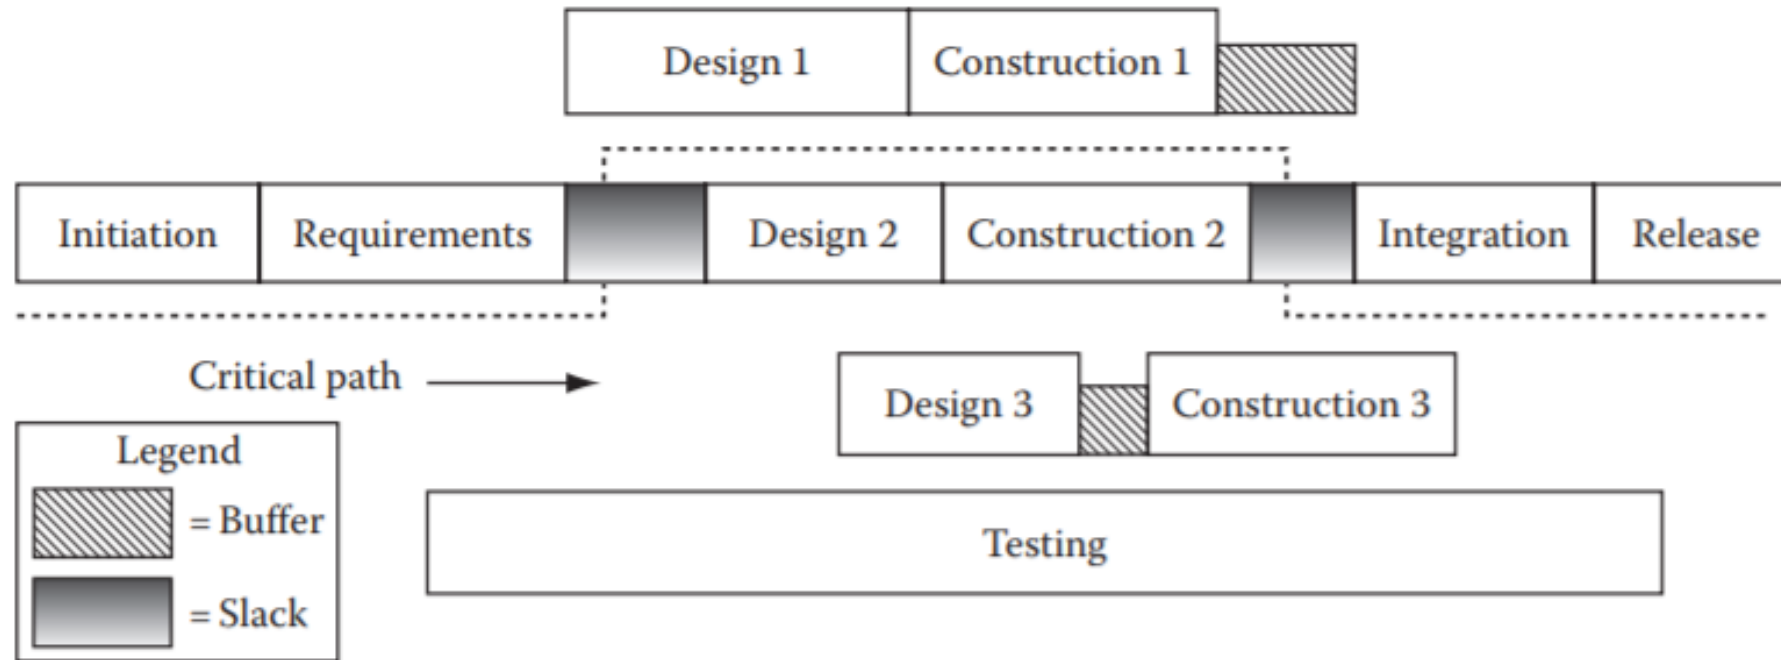 Design 1
Construction 1
Initiation
Requirements
Design 2
Construction 2
Integration
Release
Critical path
Design 3
Construction 3
Legend
= Buffer
= Slack
Testing